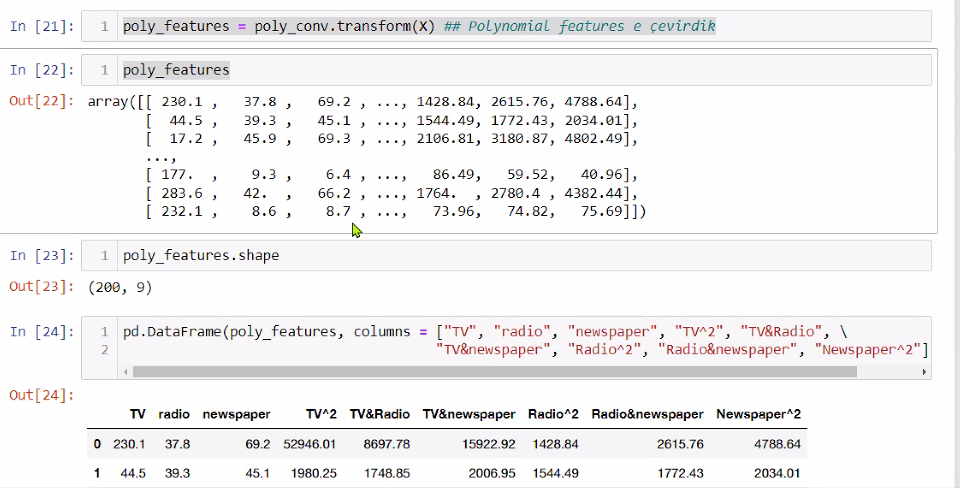 In [21]: 1 poly_features = poly_conv.transform(X) ## Polynomial features e çevirdik
In [22]: 1 poly_features
Out[22]: array([[ 230.1 , 37.8 , 69.2 , ..., 1428.84, 2615.76, 4788.64],
[ 44.5 , 39.3 , 45.1 , ..., 1544.49, 1772.43, 2034.01],
[ 17.2 , 45.9 , 69.3 , ..., 2106.81, 3180.87, 4802.49],
...,
[ 177. , 9.3 , 6.4 , ..., 86.49, 59.52, 40.96],
[ 283.6 , 42. , 66.2 , ..., 1764. , 2780.4 , 4382.44],
[ 232.1 , 8.6 , 8.7 , ..., 73.96, 74.82, 75.69]])
In [23]: 1 poly_features.shape
Out[23]: (200, 9)
In [24]: 1 pd.DataFrame(poly_features, columns = ["TV", "radio", "newspaper", "TV^2", "TV&Radio", \
2 "TV&newspaper", "Radio^2", "Radio&newspaper", "Newspaper^2"]
Out[24]:
TV radio newspaper TV^2 TV&Radio TV&newspaper Radio^2 Radio&newspaper Newspaper^2
0 230.1 37.8 69.2 52946.01 8697.78 15922.92 1428.84 2615.76 4788.64
1 44.5 39.3 45.1 1980.25 1748.85 2006.95 1544.49 1772.43 2034.01